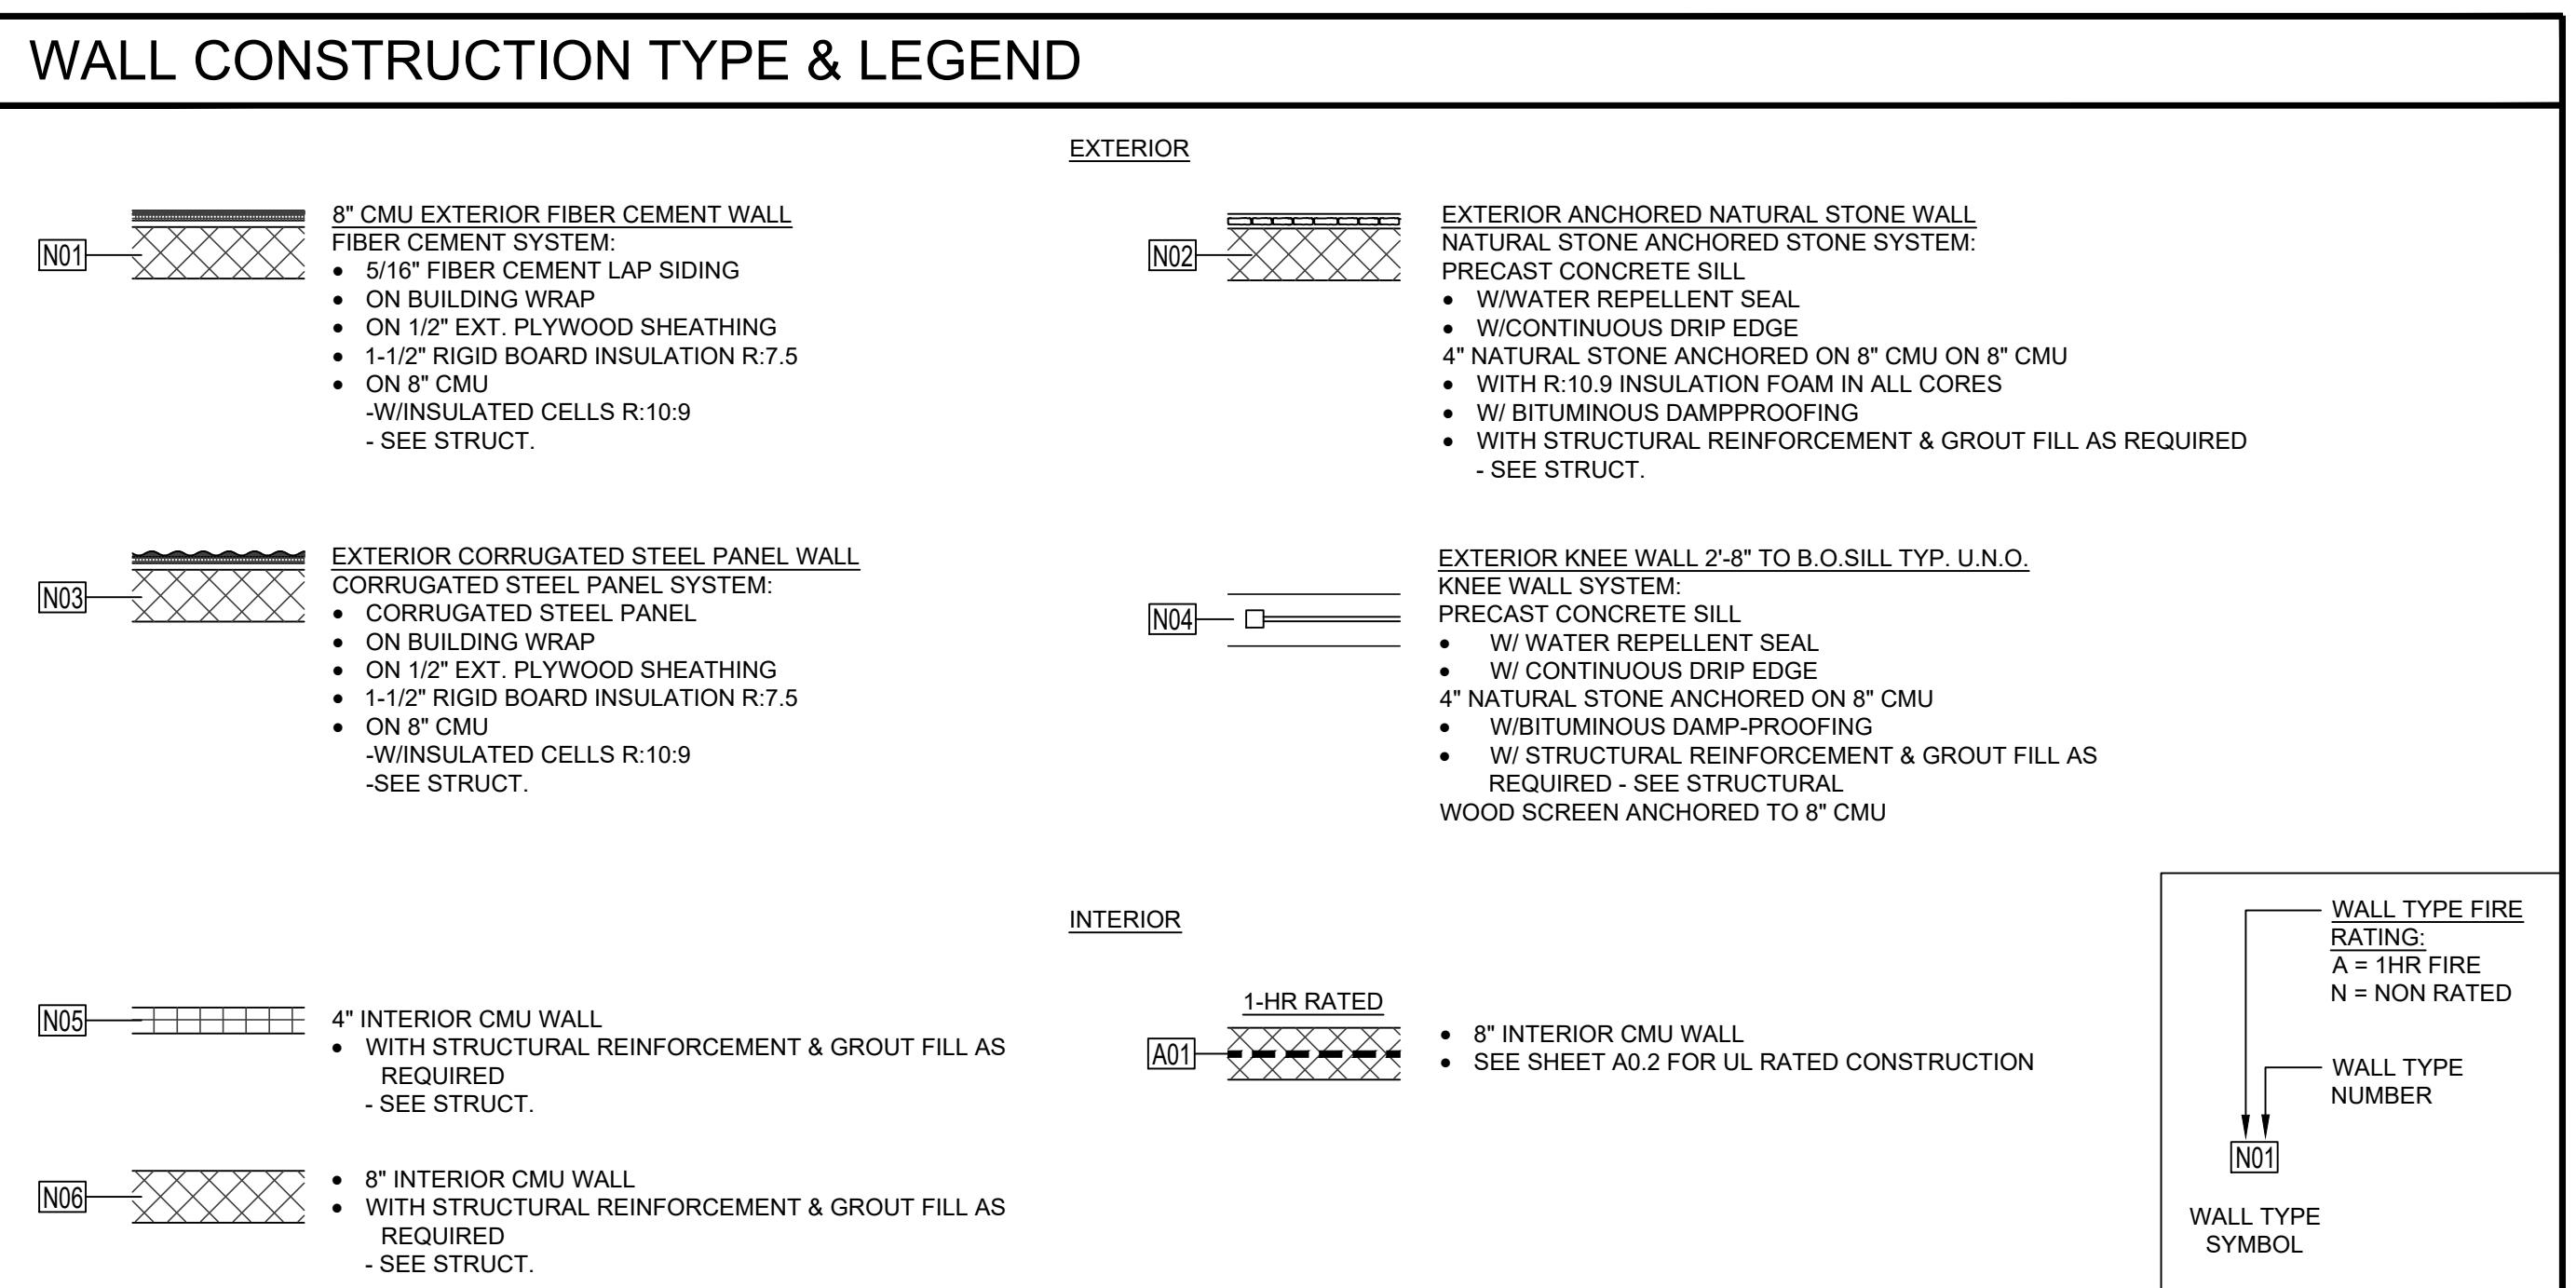 WALL CONSTRUCTION TYPE & LEGEND
EXTERIOR
N01
8" CMU EXTERIOR FIBER CEMENT WALL
FIBER CEMENT SYSTEM:
• 5/16" FIBER CEMENT LAP SIDING
• ON BUILDING WRAP
• ON 1/2" EXT. PLYWOOD SHEATHING
• 1-1/2" RIGID BOARD INSULATION R:7.5
• ON 8" CMU
-W/INSULATED CELLS R:10:9
- SEE STRUCT.
N02
EXTERIOR ANCHORED NATURAL STONE WALL
NATURAL STONE ANCHORED STONE SYSTEM:
PRECAST CONCRETE SILL
• W/WATER REPELLENT SEAL
• W/CONTINUOUS DRIP EDGE
4" NATURAL STONE ANCHORED ON 8" CMU ON 8" CMU
• WITH R:10.9 INSULATION FOAM IN ALL CORES
• W/ BITUMINOUS DAMPPROOFING
• WITH STRUCTURAL REINFORCEMENT & GROUT FILL AS REQUIRED
- SEE STRUCT.
N03
EXTERIOR CORRUGATED STEEL PANEL WALL
CORRUGATED STEEL PANEL SYSTEM:
• CORRUGATED STEEL PANEL
• ON BUILDING WRAP
• ON 1/2" EXT. PLYWOOD SHEATHING
• 1-1/2" RIGID BOARD INSULATION R:7.5
• ON 8" CMU
-W/INSULATED CELLS R:10:9
-SEE STRUCT.
N04
EXTERIOR KNEE WALL 2'-8" TO B.O.SILL TYP. U.N.O.
KNEE WALL SYSTEM:
PRECAST CONCRETE SILL
• W/ WATER REPELLENT SEAL
• W/ CONTINUOUS DRIP EDGE
4" NATURAL STONE ANCHORED ON 8" CMU
• W/BITUMINOUS DAMP-PROOFING
• W/ STRUCTURAL REINFORCEMENT & GROUT FILL AS
REQUIRED - SEE STRUCTURAL
WOOD SCREEN ANCHORED TO 8" CMU
INTERIOR
N05
4" INTERIOR CMU WALL
• WITH STRUCTURAL REINFORCEMENT & GROUT FILL AS
REQUIRED
- SEE STRUCT.
1-HR RATED
A01
• 8" INTERIOR CMU WALL
• SEE SHEET A0.2 FOR UL RATED CONSTRUCTION
N06
• 8" INTERIOR CMU WALL
• WITH STRUCTURAL REINFORCEMENT & GROUT FILL AS
REQUIRED
- SEE STRUCT.
WALL TYPE FIRE
RATING:
A = 1HR FIRE
N = NON RATED
WALL TYPE
NUMBER
N01
WALL TYPE
SYMBOL